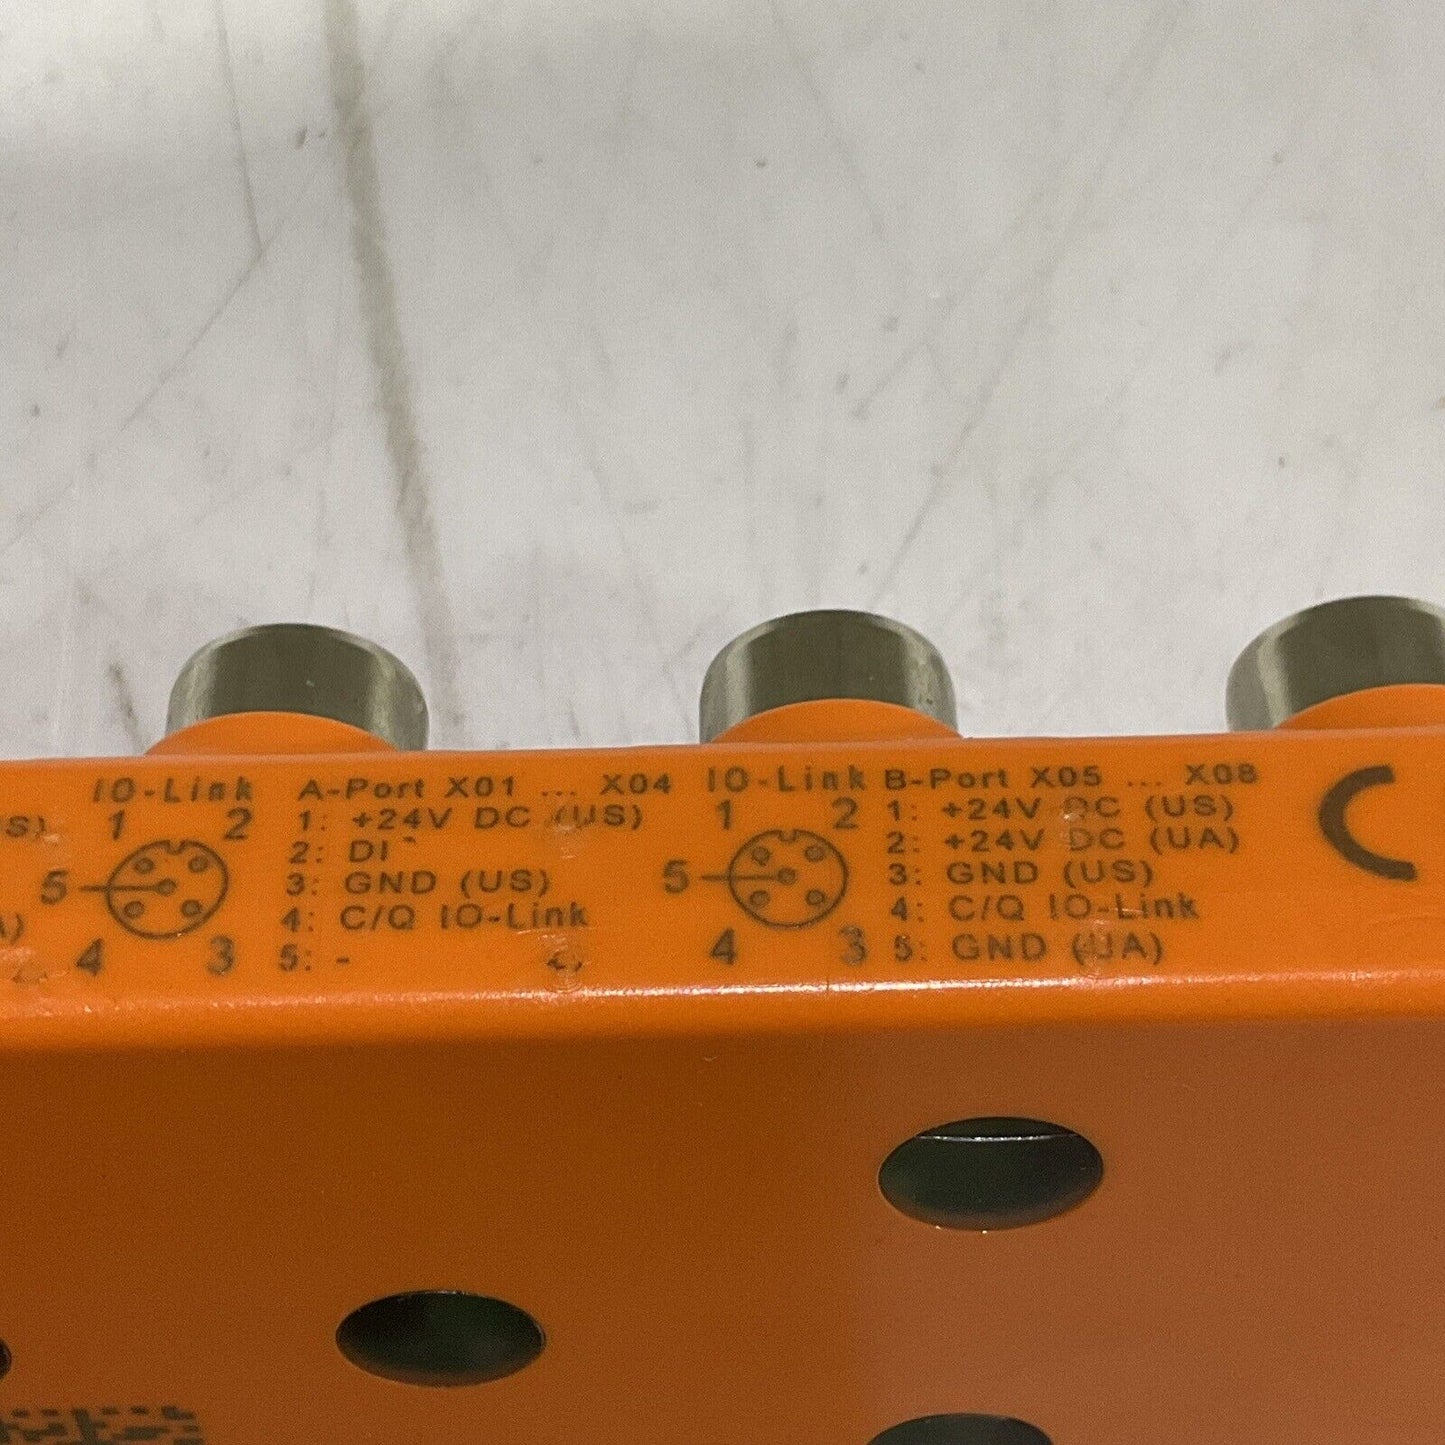 IO-Link
1 2
5
4 3
A-Port X01 ... X04
1: +24V DC (US)
2: DI
3: GND (US)
4: C/Q IO-Link
5: -
IO-Link
1 2
5
4 3
B-Port X05 ... X08
1: +24V DC (US)
2: +24V DC (UA)
3: GND (US)
4: C/Q IO-Link
5: GND (UA)